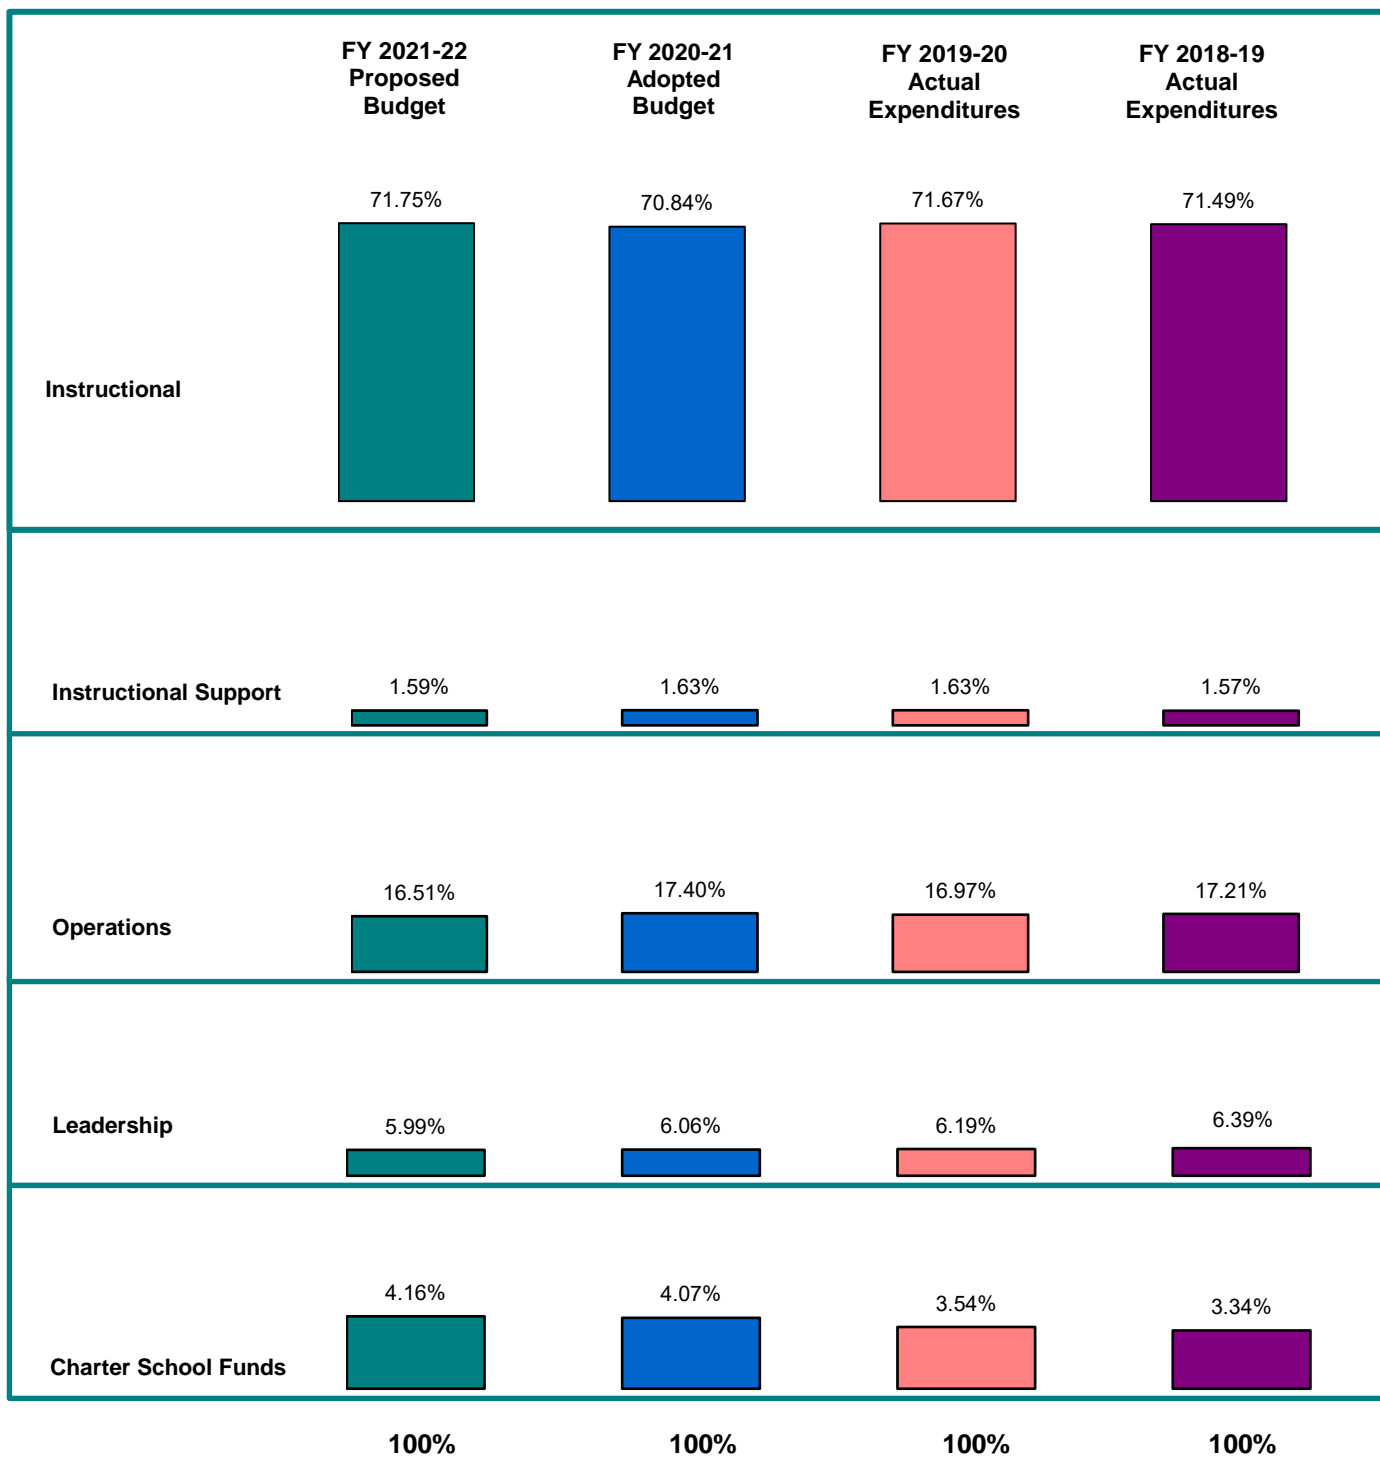 FY 2021-22
Proposed
Budget
FY 2020-21
Adopted
Budget
FY 2019-20
Actual
Expenditures
FY 2018-19
Actual
Expenditures
71.75%
70.84%
71.67%
71.49%
Instructional
1.59%
1.63%
1.63%
1.57%
Instructional Support
16.51%
17.40%
16.97%
17.21%
Operations
5.99%
6.06%
6.19%
6.39%
Leadership
4.16%
4.07%
3.54%
3.34%
Charter School Funds
100%
100%
100%
100%